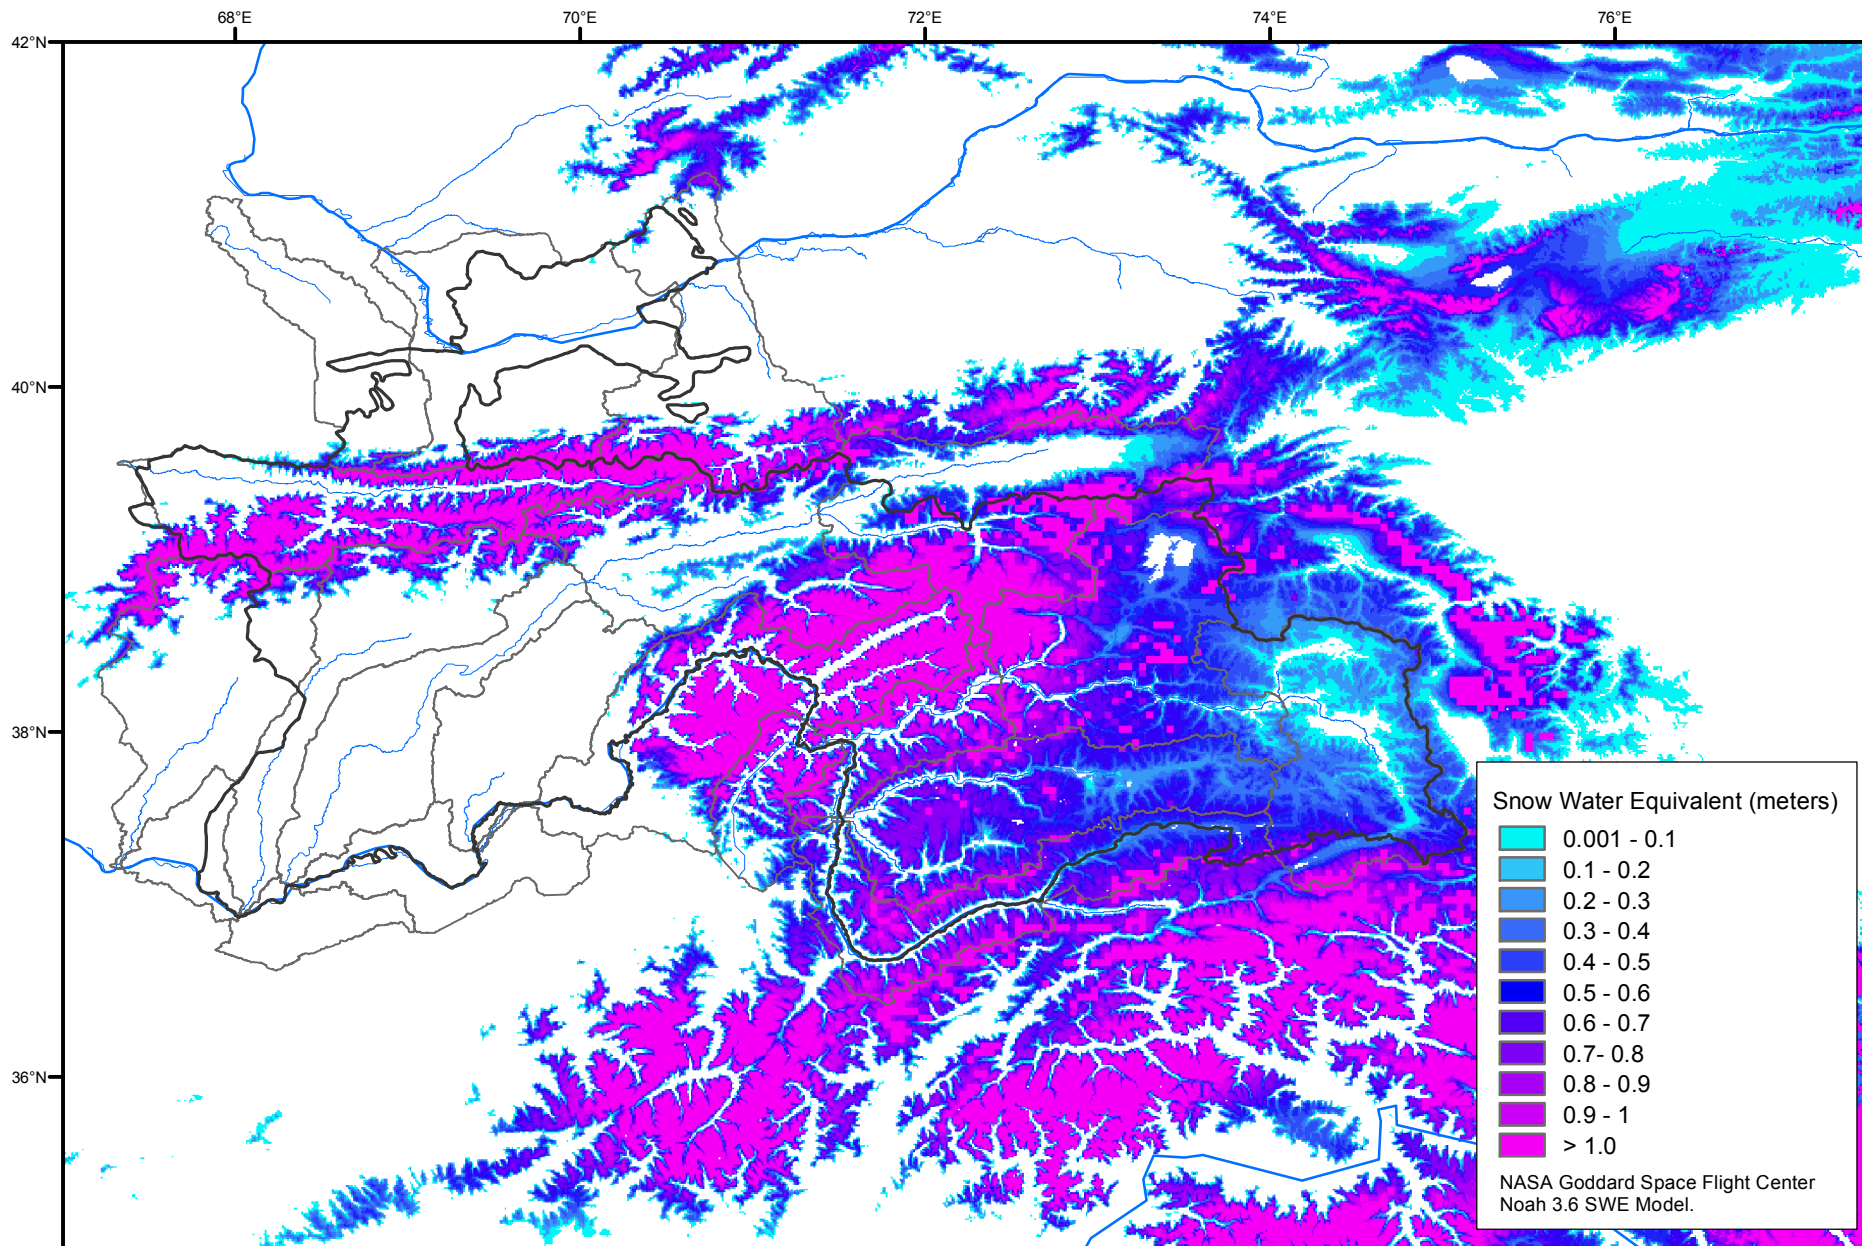 68°E 70°E 72°E 74°E 76°E
42°N
40°N
38°N
36°N
Snow Water Equivalent (meters)
0.001 - 0.1
0.1 - 0.2
0.2 - 0.3
0.3 - 0.4
0.4 - 0.5
0.5 - 0.6
0.6 - 0.7
0.7- 0.8
0.8 - 0.9
0.9 - 1
> 1.0
NASA Goddard Space Flight Center
Noah 3.6 SWE Model.